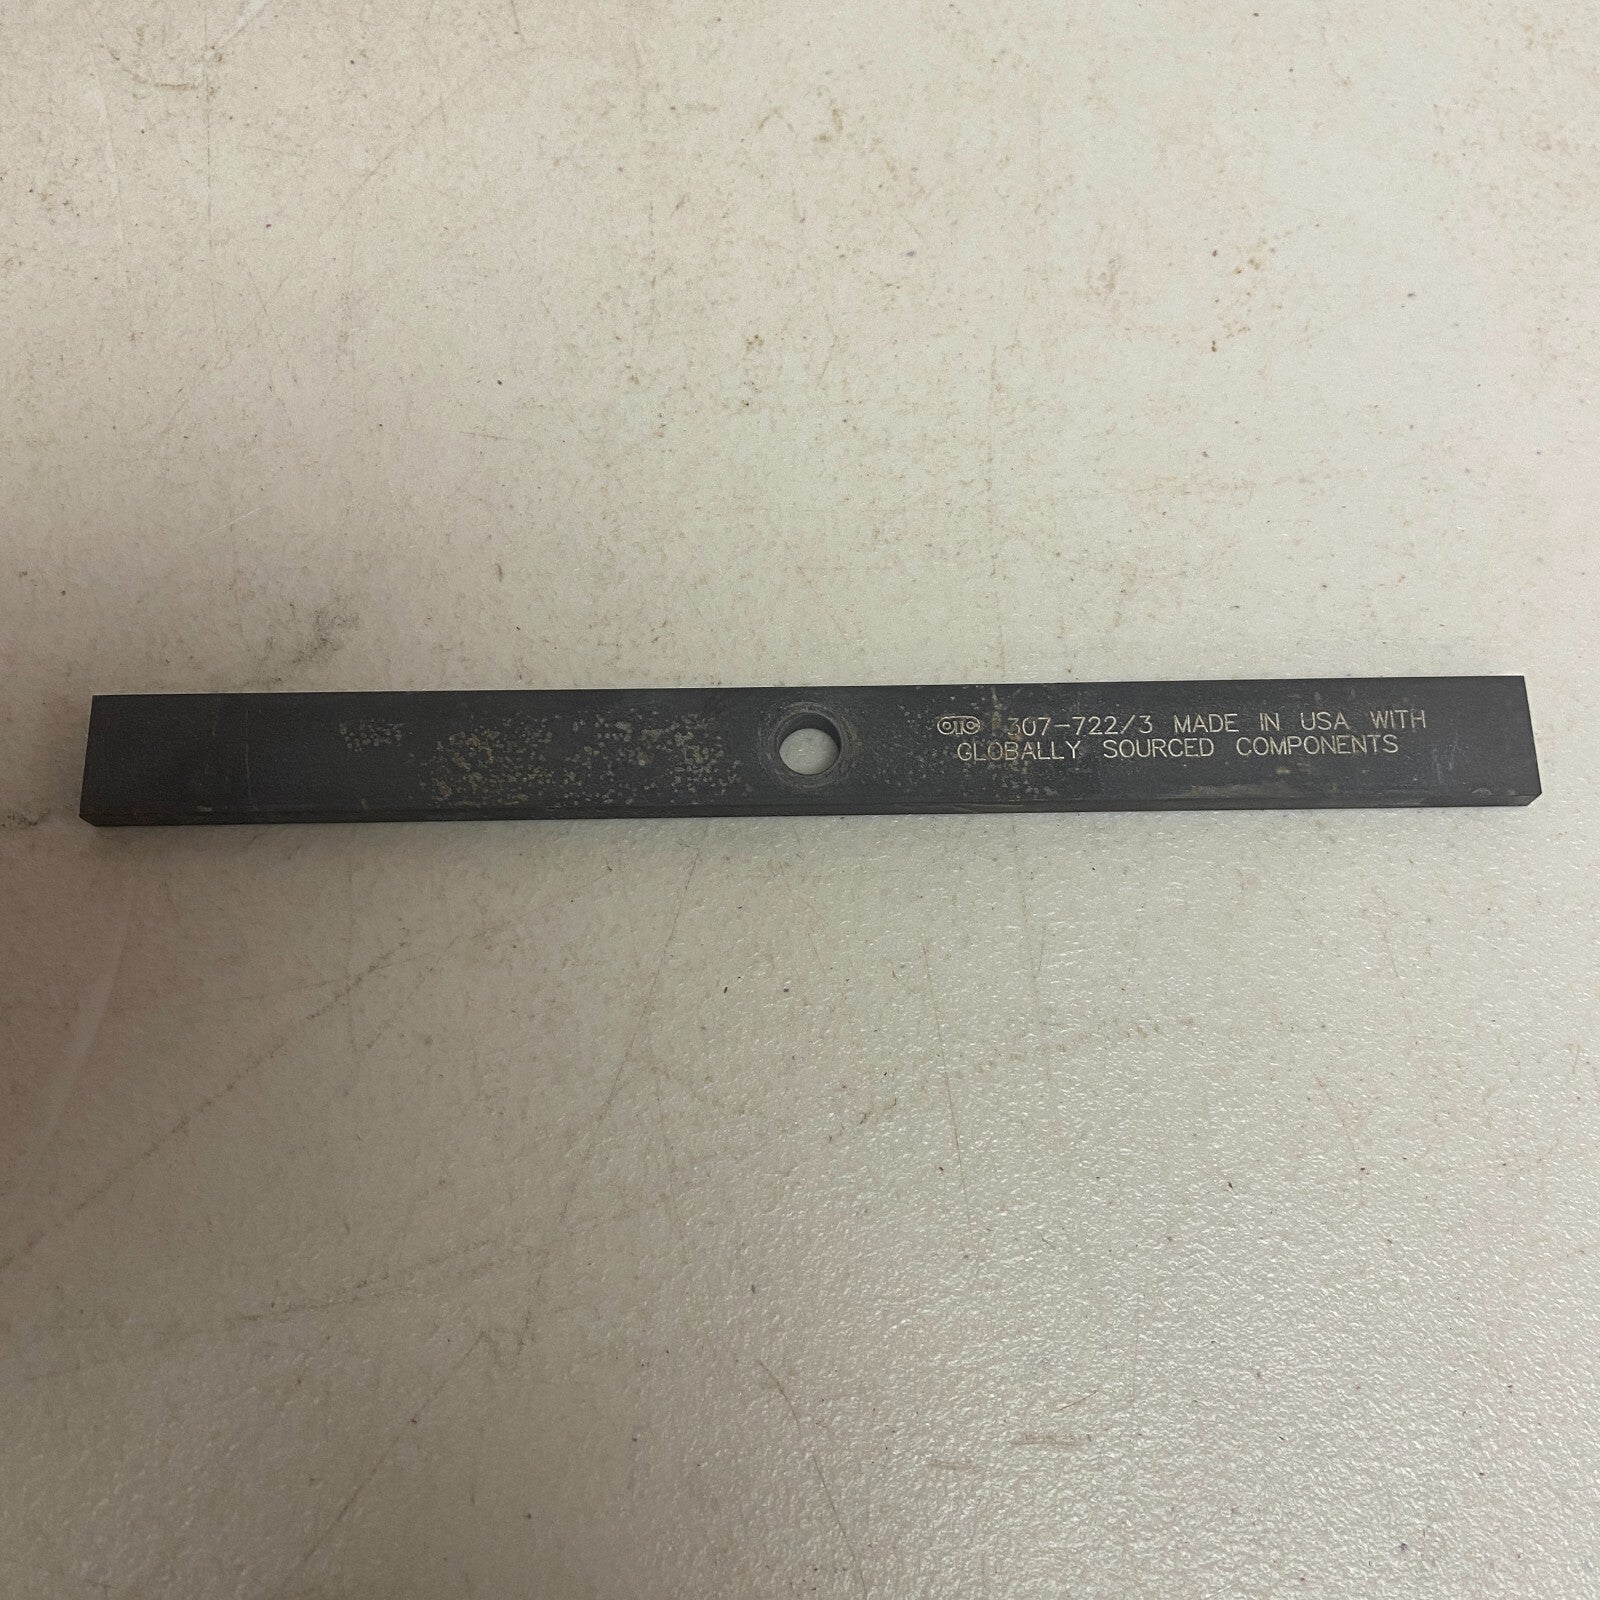 OTC 307-722/3 MADE IN USA WITH
GLOBALLY SOURCED COMPONENTS